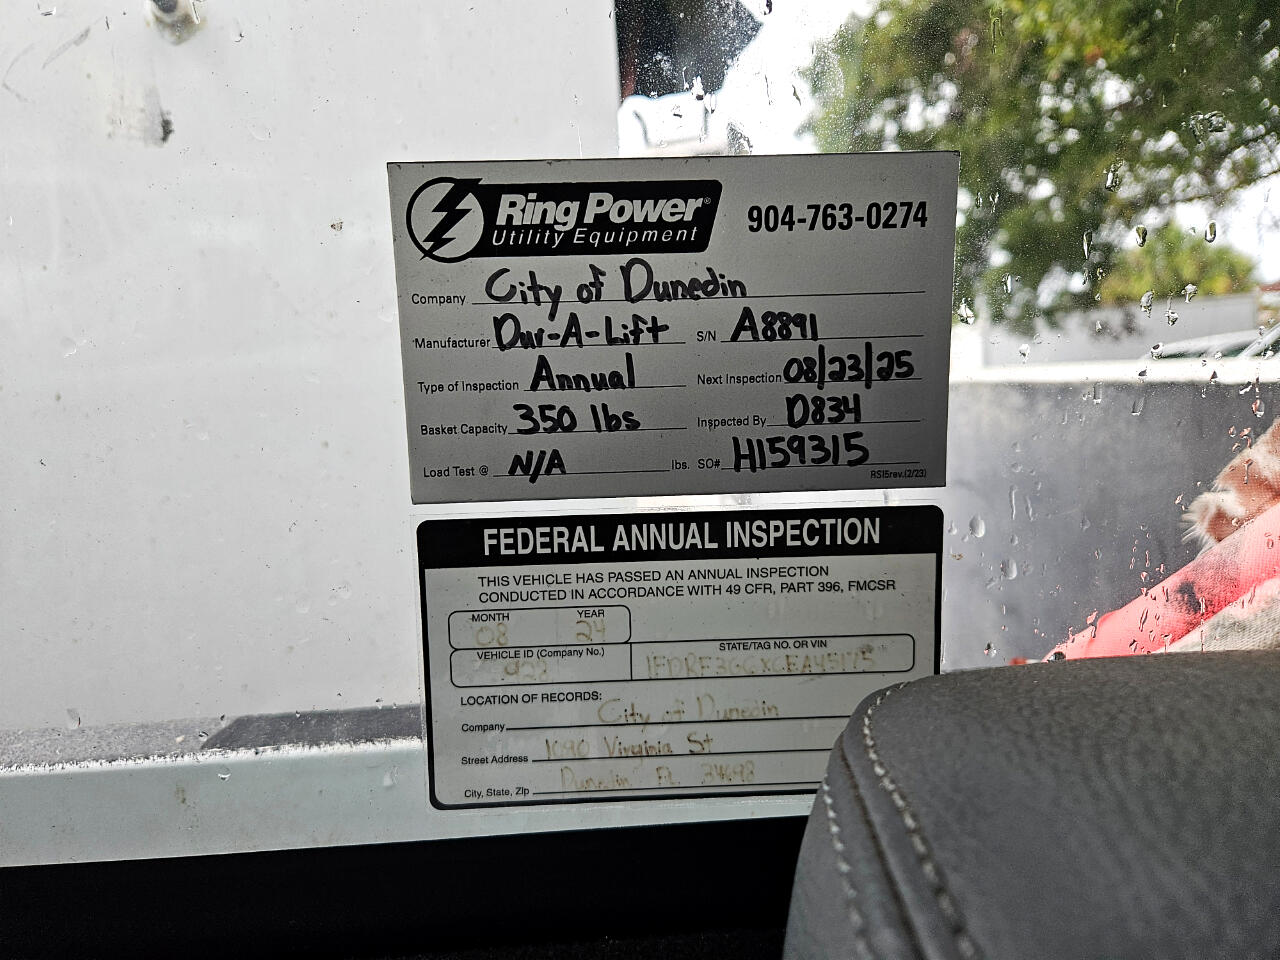 Ring Power® 904-763-0274
Utility Equipment
Company City of Dunedin
Manufacturer Dur-A-Lift S/N A8891
Type of Inspection Annual Next Inspection 08/23/25
Basket Capacity 350 lbs Inspected By D834
Load Test @ N/A lbs. SO# H159315
RS15rev.(2/23)
FEDERAL ANNUAL INSPECTION
THIS VEHICLE HAS PASSED AN ANNUAL INSPECTION
CONDUCTED IN ACCORDANCE WITH 49 CFR, PART 396, FMCSR
MONTH YEAR
08 24
VEHICLE ID (Company No.) STATE/TAG NO. OR VIN
923
LOCATION OF RECORDS:
Company City of Dunedin
Street Address 1090 Virginia St
City, State, Zip Dunedin FL 34698